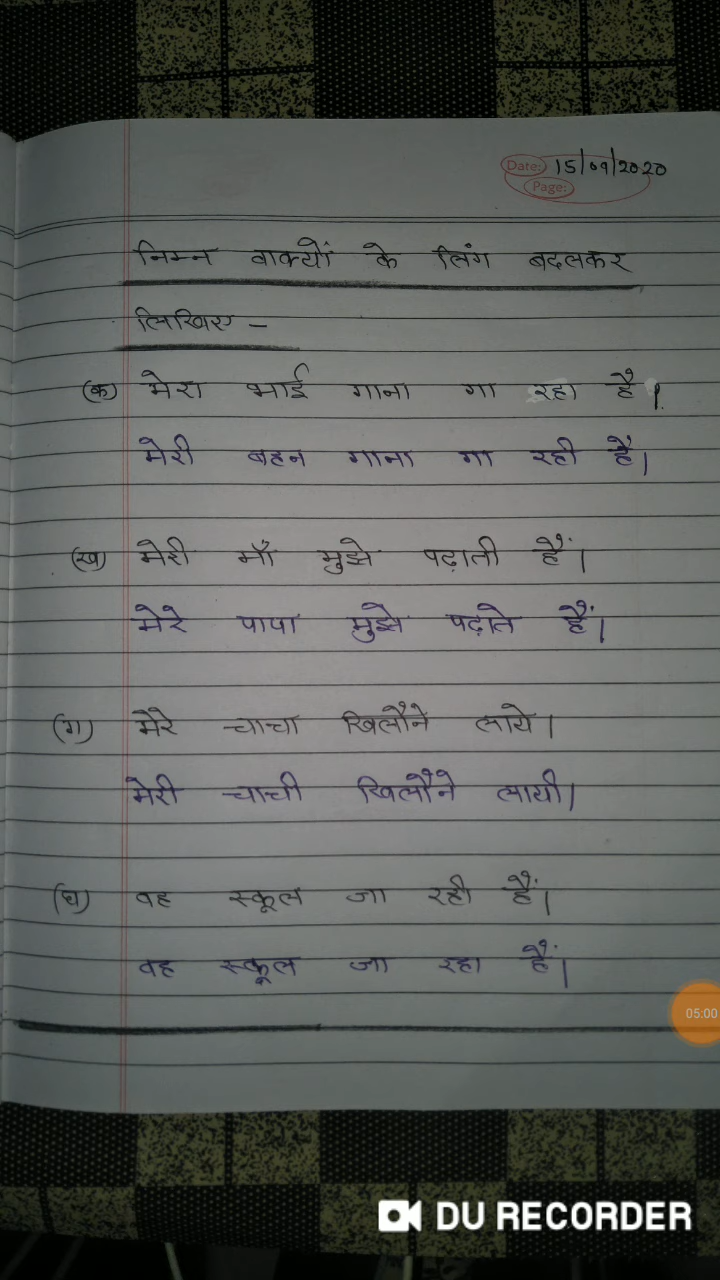 Date: 15/09/2020
Page:
निम्न वाक्यों के लिंग बदलकर
लिखिए –
(क) मेरा भाई गाना गा रहा है।
मेरी बहन गाना गा रही है।
(ख) मेरी माँ मुझे पढ़ाती हैं।
मेरे पापा मुझे पढ़ाते हैं।
(ग) मेरे चाचा खिलौने लाये।
मेरी चाची खिलौने लायी।
(घ) वह स्कूल जा रही हैं।
वह स्कूल जा रहा हैं।
05:00
DU RECORDER